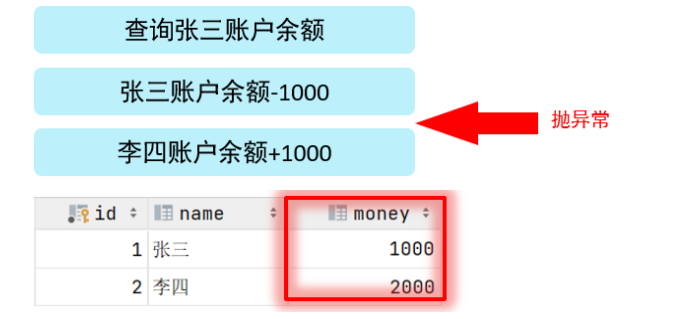 查询张三账户余额
张三账户余额-1000
抛异常
李四账户余额+1000
id name money
1 张三 1000
2 李四 2000